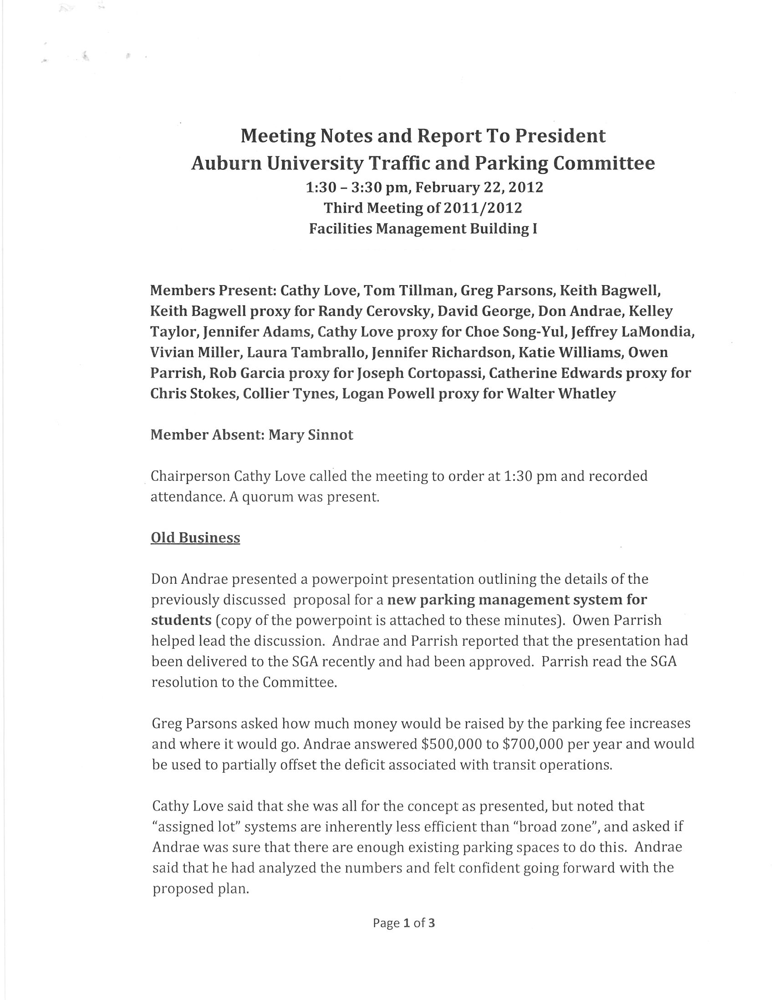 Meeting Notes and Report To President
Auburn University Traffic and Parking Committee
1:30 – 3:30 pm, February 22, 2012
Third Meeting of 2011/2012
Facilities Management Building I
Members Present: Cathy Love, Tom Tillman, Greg Parsons, Keith Bagwell,
Keith Bagwell proxy for Randy Cerovsky, David George, Don Andrae, Kelley
Taylor, Jennifer Adams, Cathy Love proxy for Choe Song-Yul, Jeffrey LaMondia,
Vivian Miller, Laura Tambrallo, Jennifer Richardson, Katie Williams, Owen
Parrish, Rob Garcia proxy for Joseph Cortopassi, Catherine Edwards proxy for
Chris Stokes, Collier Tynes, Logan Powell proxy for Walter Whatley
Member Absent: Mary Sinnot
Chairperson Cathy Love called the meeting to order at 1:30 pm and recorded
attendance. A quorum was present.
Old Business
Don Andrae presented a powerpoint presentation outlining the details of the
previously discussed  proposal for a new parking management system for
students (copy of the powerpoint is attached to these minutes).  Owen Parrish
helped lead the discussion.  Andrae and Parrish reported that the presentation had
been delivered to the SGA recently and had been approved.  Parrish read the SGA
resolution to the Committee.
Greg Parsons asked how much money would be raised by the parking fee increases
and where it would go. Andrae answered $500,000 to $700,000 per year and would
be used to partially offset the deficit associated with transit operations.
Cathy Love said that she was all for the concept as presented, but noted that
“assigned lot” systems are inherently less efficient than “broad zone”, and asked if
Andrae was sure that there are enough existing parking spaces to do this.  Andrae
said that he had analyzed the numbers and felt confident going forward with the
proposed plan.
Page 1 of 3